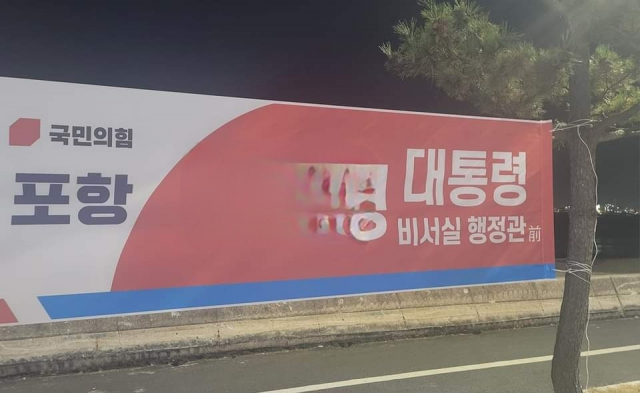 국민의힘
포항
대통령
비서실 행정관前